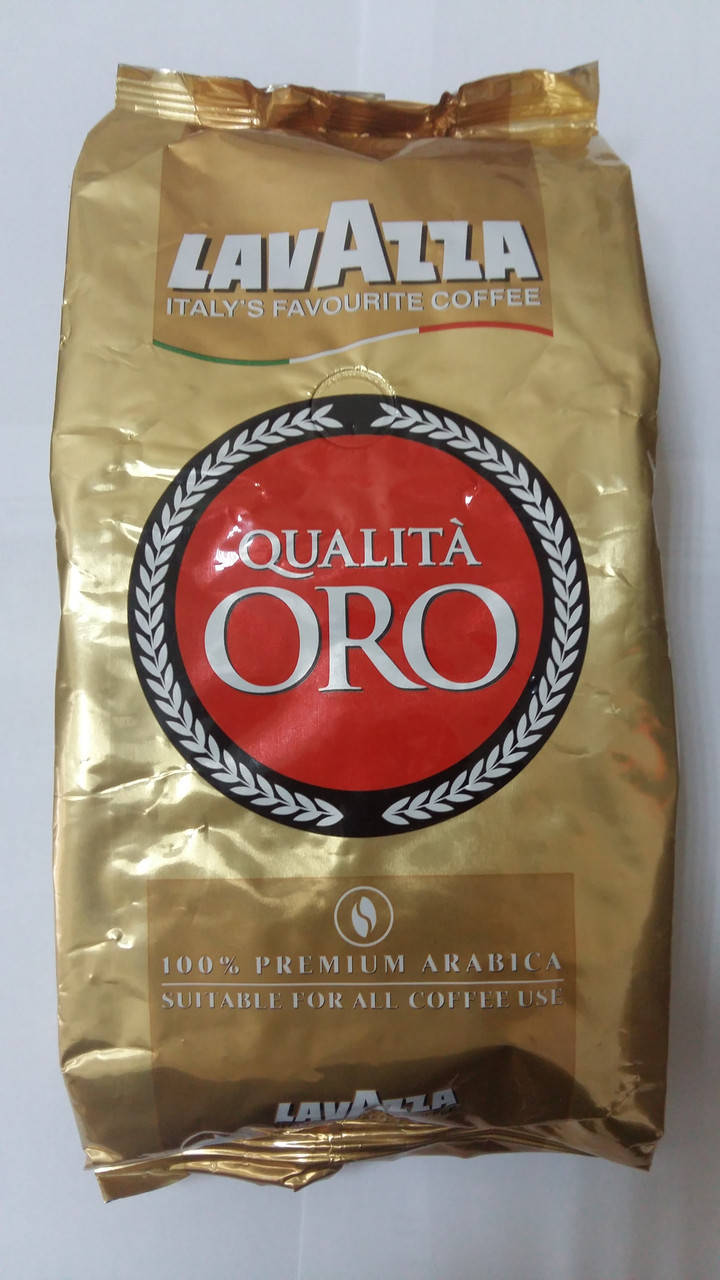 LAVAZZA
ITALY'S FAVOURITE COFFEE
QUALITÀ
ORO
100% PREMIUM ARABICA
SUITABLE FOR ALL COFFEE USE
LAVAZZA